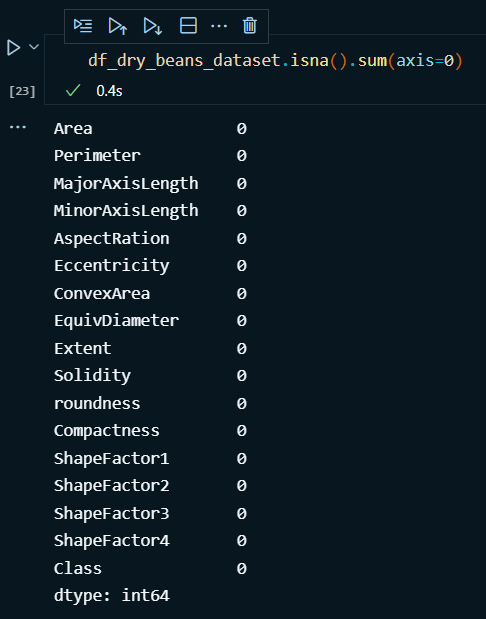 df_dry_beans_dataset.isna().sum(axis=0)
[23]
0.4s
Area 0
Perimeter 0
MajorAxisLength 0
MinorAxisLength 0
AspectRation 0
Eccentricity 0
ConvexArea 0
EquivDiameter 0
Extent 0
Solidity 0
roundness 0
Compactness 0
ShapeFactor1 0
ShapeFactor2 0
ShapeFactor3 0
ShapeFactor4 0
Class 0
dtype: int64